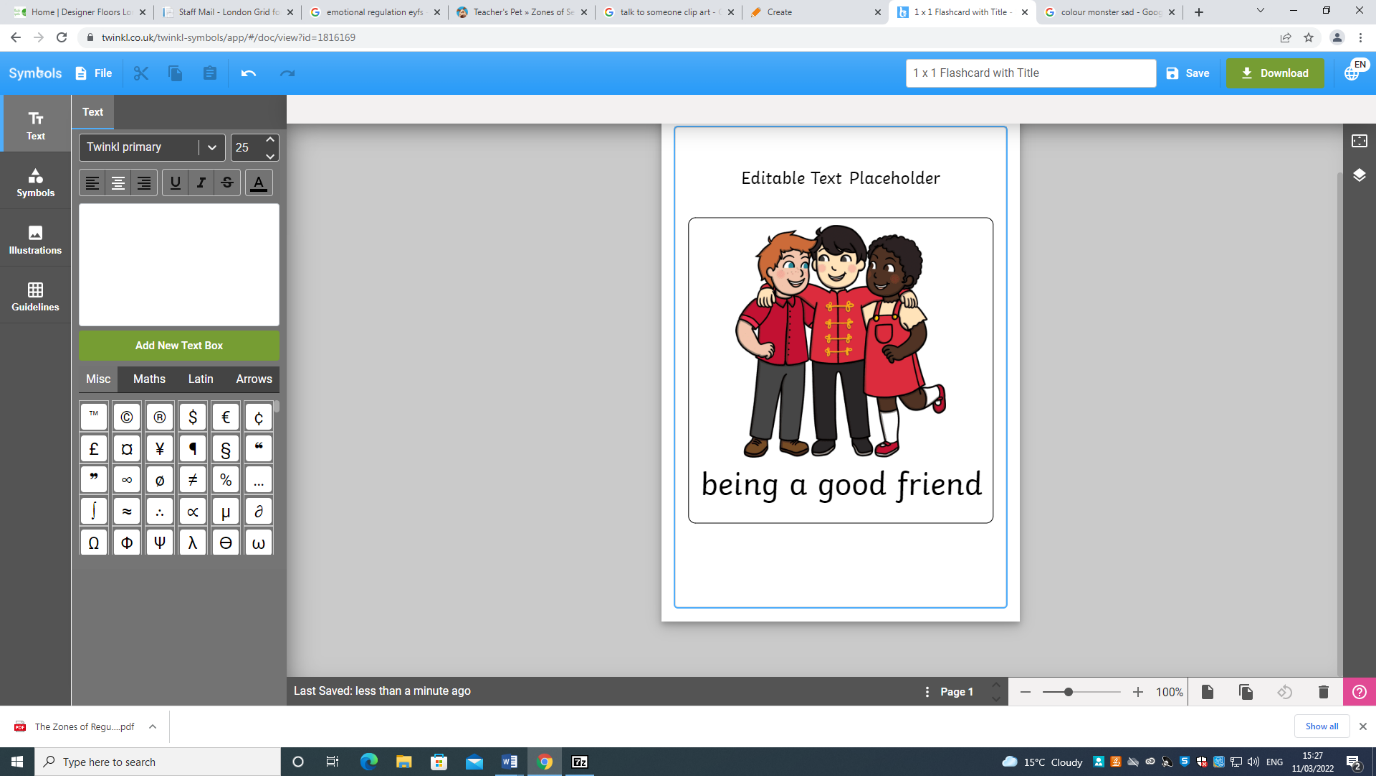 Home | Designer Floors Lo
Staff Mail - London Grid fo
emotional regulation eyfs
Teacher's Pet » Zones of Se
talk to someone clip art -
Create
1 x 1 Flashcard with Title -
colour monster sad - Goog
twinkl.co.uk/twinkl-symbols/app/#/doc/view?id=1816169
Symbols
File
1 x 1 Flashcard with Title
Save
Download
EN
Text
Text
Twinkl primary
25
U I S A
Symbols
Illustrations
Guidelines
Add New Text Box
Misc Maths Latin Arrows
™ © ® $ € ¢
£ ¤ ¥ ¶ § “
” ∞ ø ≠ % …
∫ ≈ ∴ ∝ µ ∂
Ω Φ Ψ λ Θ ω
Editable Text Placeholder
being a good friend
Last Saved: less than a minute ago
Page 1
100%
The Zones of Regu....pdf
Show all
Type here to search
15°C Cloudy
ENG
15:27
11/03/2022
2